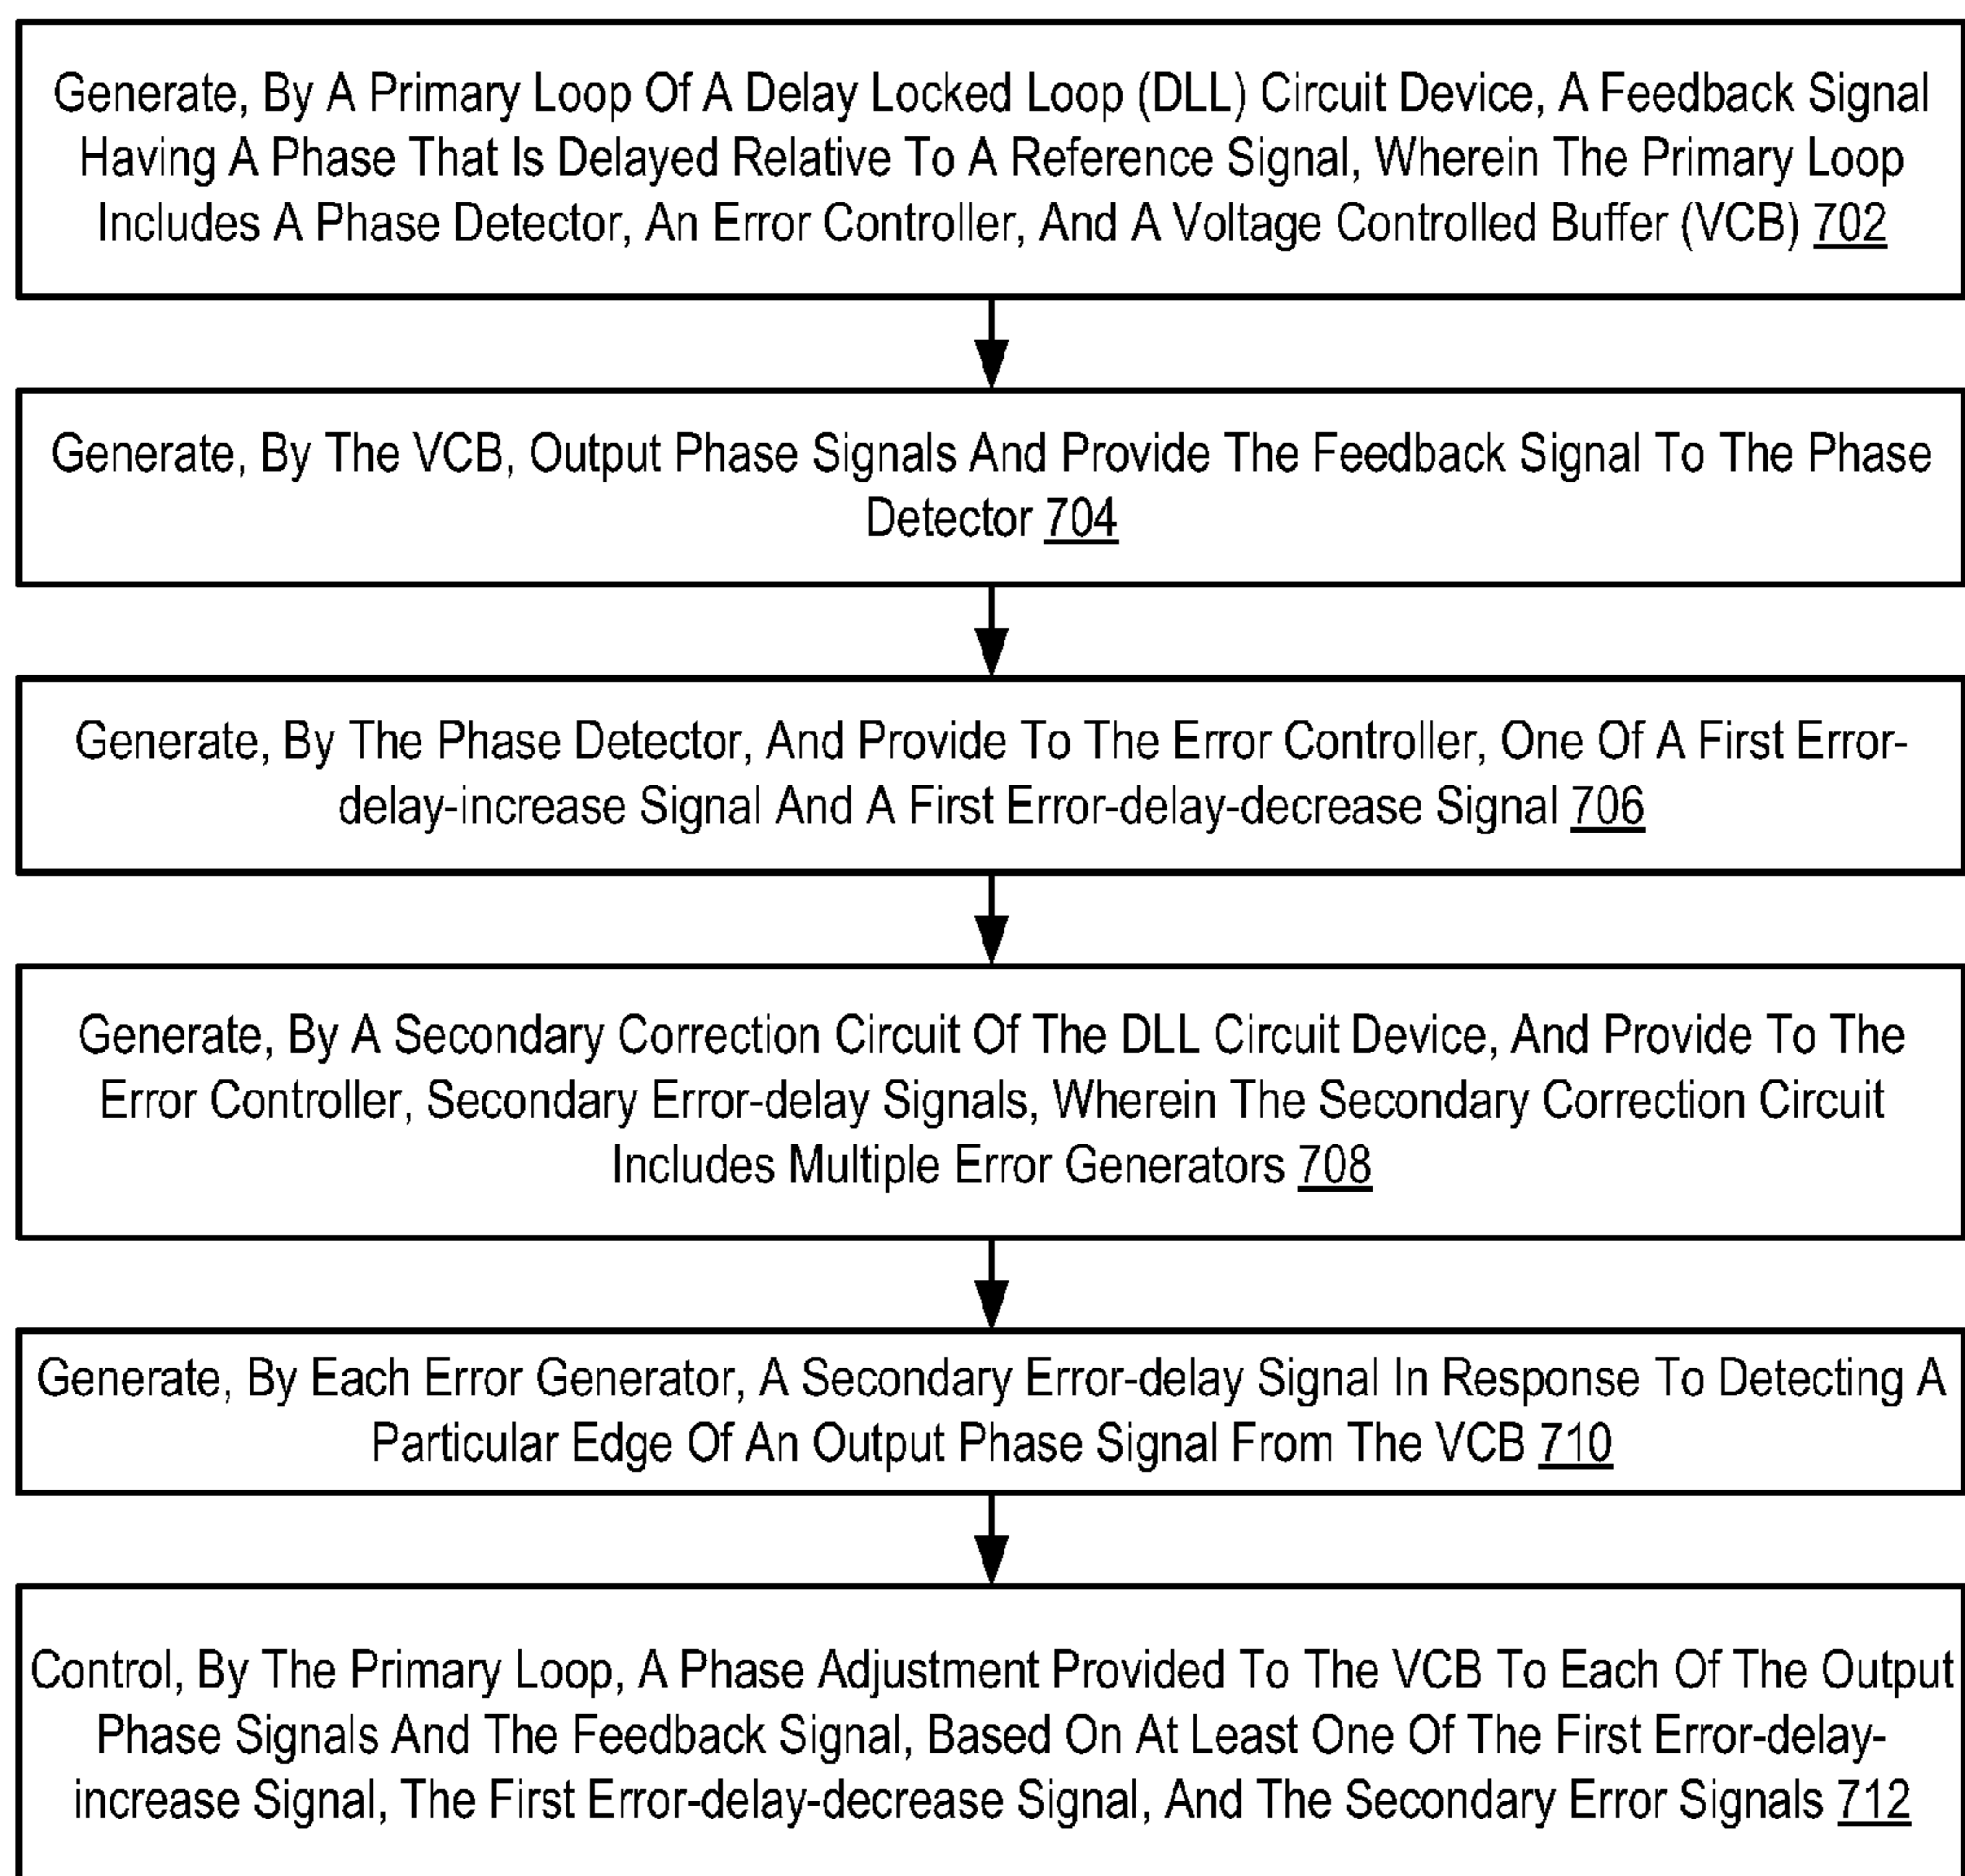 Generate, By A Primary Loop Of A Delay Locked Loop (DLL) Circuit Device, A Feedback Signal
Having A Phase That Is Delayed Relative To A Reference Signal, Wherein The Primary Loop
Includes A Phase Detector, An Error Controller, And A Voltage Controlled Buffer (VCB) 702
Generate, By The VCB, Output Phase Signals And Provide The Feedback Signal To The Phase
Detector 704
Generate, By The Phase Detector, And Provide To The Error Controller, One Of A First Error-
delay-increase Signal And A First Error-delay-decrease Signal 706
Generate, By A Secondary Correction Circuit Of The DLL Circuit Device, And Provide To The
Error Controller, Secondary Error-delay Signals, Wherein The Secondary Correction Circuit
Includes Multiple Error Generators 708
Generate, By Each Error Generator, A Secondary Error-delay Signal In Response To Detecting A
Particular Edge Of An Output Phase Signal From The VCB 710
Control, By The Primary Loop, A Phase Adjustment Provided To The VCB To Each Of The Output
Phase Signals And The Feedback Signal, Based On At Least One Of The First Error-delay-
increase Signal, The First Error-delay-decrease Signal, And The Secondary Error Signals 712